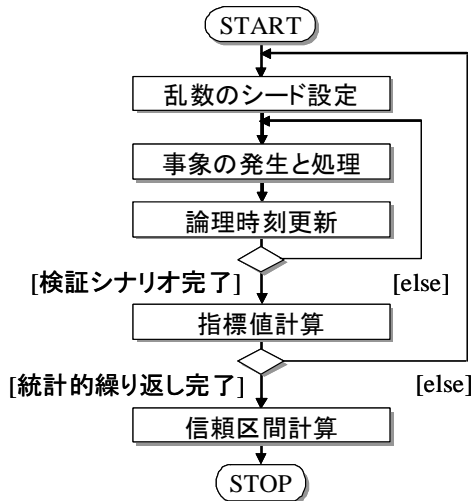 START
乱数のシード設定
事象の発生と処理
論理時刻更新
[検証シナリオ完了]
[else]
指標値計算
[統計的繰り返し完了]
[else]
信頼区間計算
STOP